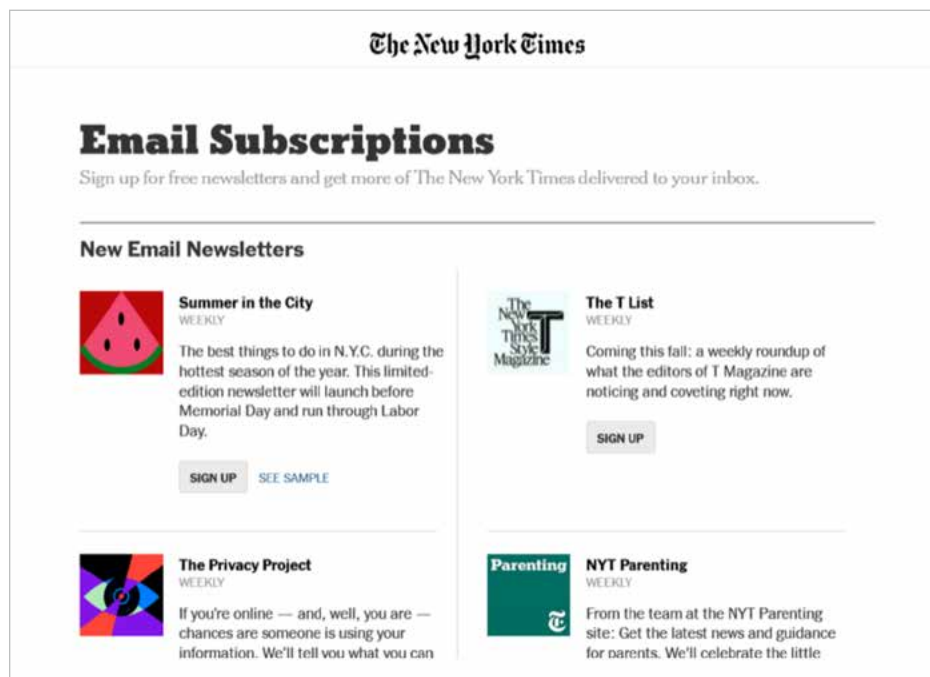 The New York Times
Email Subscriptions
Sign up for free newsletters and get more of The New York Times delivered to your inbox.
New Email Newsletters
Summer in the City
WEEKLY
The best things to do in N.Y.C. during the
hottest season of the year. This limited-
edition newsletter will launch before
Memorial Day and run through Labor
Day.
SIGN UP SEE SAMPLE
The
New
York
Times
Style
Magazine
T
The T List
WEEKLY
Coming this fall: a weekly roundup of
what the editors of T Magazine are
noticing and coveting right now.
SIGN UP
The Privacy Project
WEEKLY
If you're online — and, well, you are —
chances are someone is using your
information. We'll tell you what you can
Parenting
T
NYT Parenting
WEEKLY
From the team at the NYT Parenting
site: Get the latest news and guidance
for parents. We'll celebrate the little